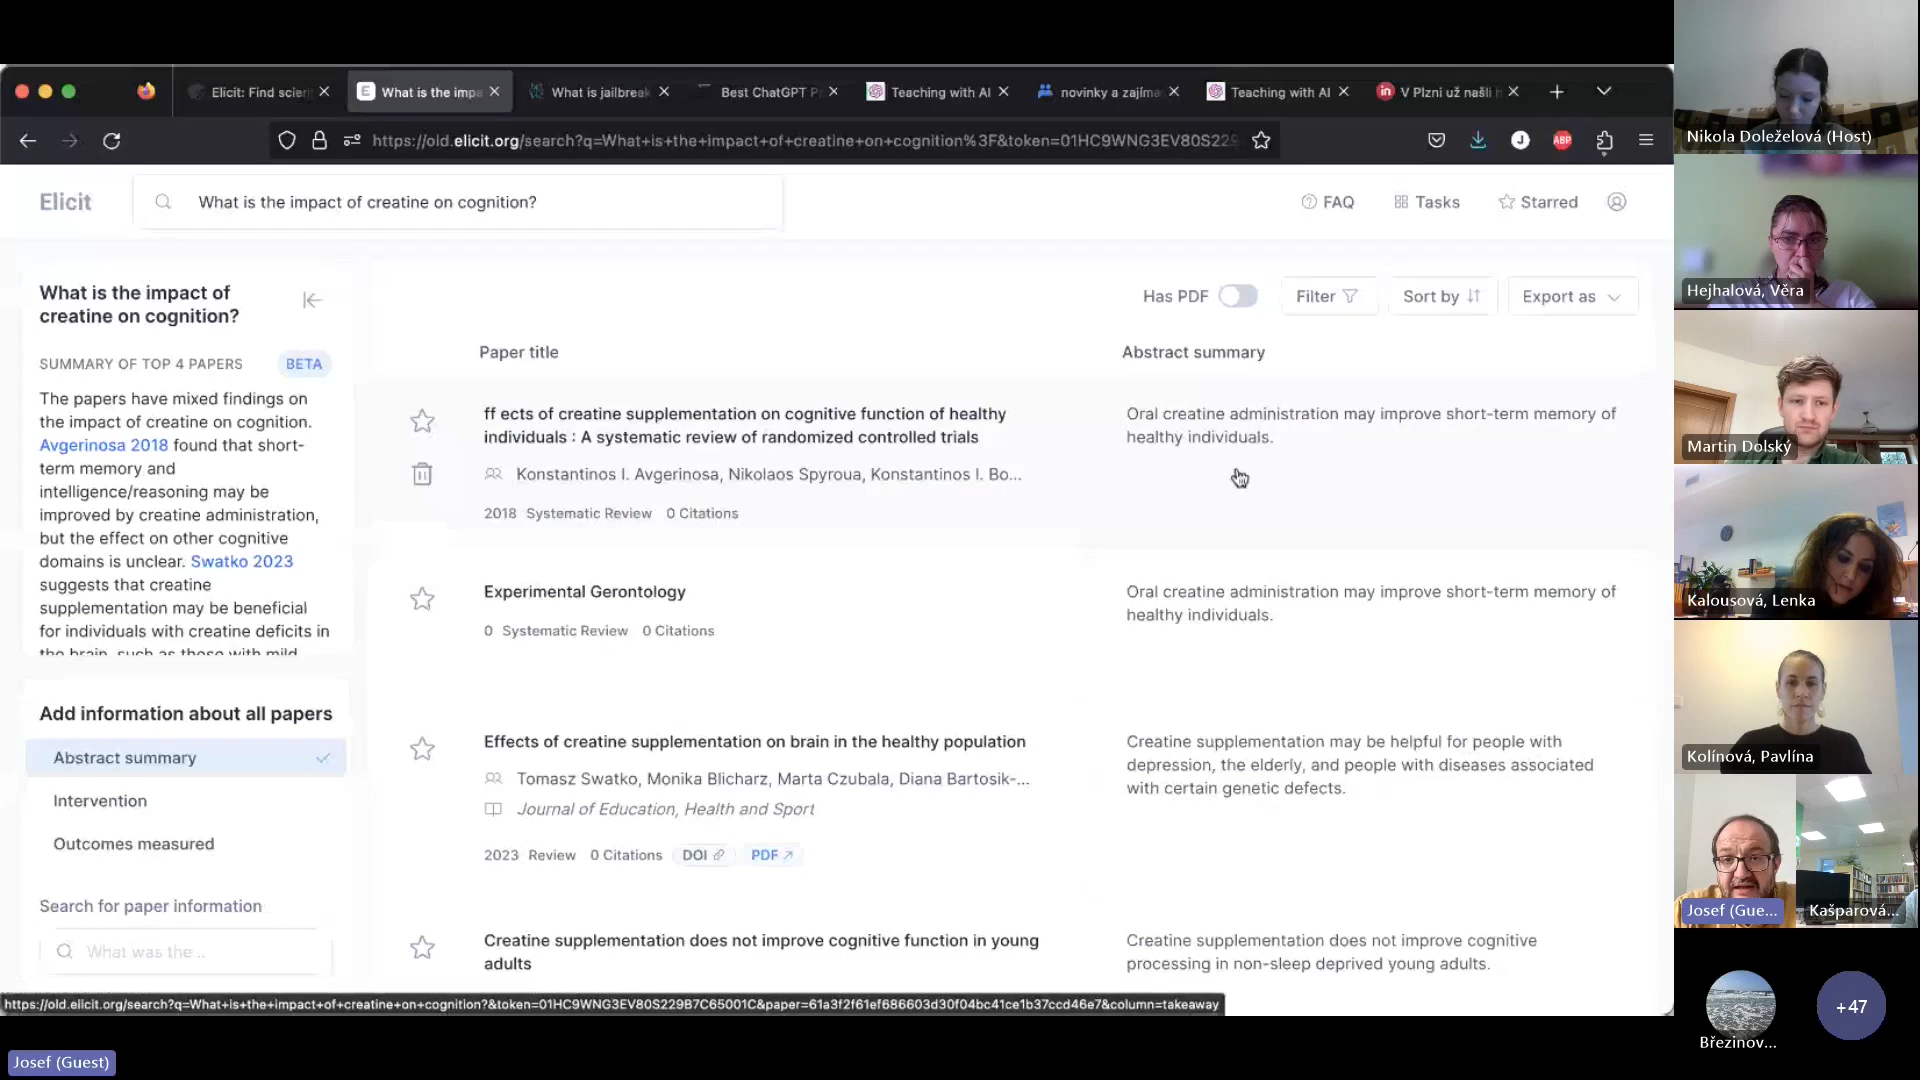 Elicit: Find scien
What is the impa
What is jailbreak
Best ChatGPT P
Teaching with AI
novinky a zajíma
Teaching with AI
V Plzni už našli h
https://old.elicit.org/search?q=What+is+the+impact+of+creatine+on+cognition%3F&token=01HC9WNG3EV80S229
J
ABP
Elicit
What is the impact of creatine on cognition?
FAQ
Tasks
Starred
What is the impact of
creatine on cognition?
SUMMARY OF TOP 4 PAPERS
BETA
The papers have mixed findings on
the impact of creatine on cognition.
Avgerinosa 2018 found that short-
term memory and
intelligence/reasoning may be
improved by creatine administration,
but the effect on other cognitive
domains is unclear. Swatko 2023
suggests that creatine
supplementation may be beneficial
for individuals with creatine deficits in
the brain, such as those with mild
Add information about all papers
Abstract summary
Intervention
Outcomes measured
Search for paper information
What was the ..
Has PDF
Filter
Sort by
Export as
Paper title
Abstract summary
ff ects of creatine supplementation on cognitive function of healthy
individuals : A systematic review of randomized controlled trials
Konstantinos I. Avgerinosa, Nikolaos Spyroua, Konstantinos I. Bo...
2018 Systematic Review 0 Citations
Oral creatine administration may improve short-term memory of
healthy individuals.
Experimental Gerontology
0 Systematic Review 0 Citations
Oral creatine administration may improve short-term memory of
healthy individuals.
Effects of creatine supplementation on brain in the healthy population
Tomasz Swatko, Monika Blicharz, Marta Czubala, Diana Bartosik-...
Journal of Education, Health and Sport
2023 Review 0 Citations DOI PDF
Creatine supplementation may be helpful for people with
depression, the elderly, and people with diseases associated
with certain genetic defects.
Creatine supplementation does not improve cognitive function in young
adults
Creatine supplementation does not improve cognitive
processing in non-sleep deprived young adults.
https://old.elicit.org/search?q=What+is+the+impact+of+creatine+on+cognition?&token=01HC9WNG3EV80S229B7C65001C&paper=61a3f2f61ef686603d30f04bc41ce1b37ccd46e7&column=takeaway
Josef (Guest)
Nikola Doleželová (Host)
Hejhalová, Věra
Martin Dolský
Kalousová, Lenka
Kolínová, Pavlína
Josef (Gue...
Kašparová...
Březinov...
+47